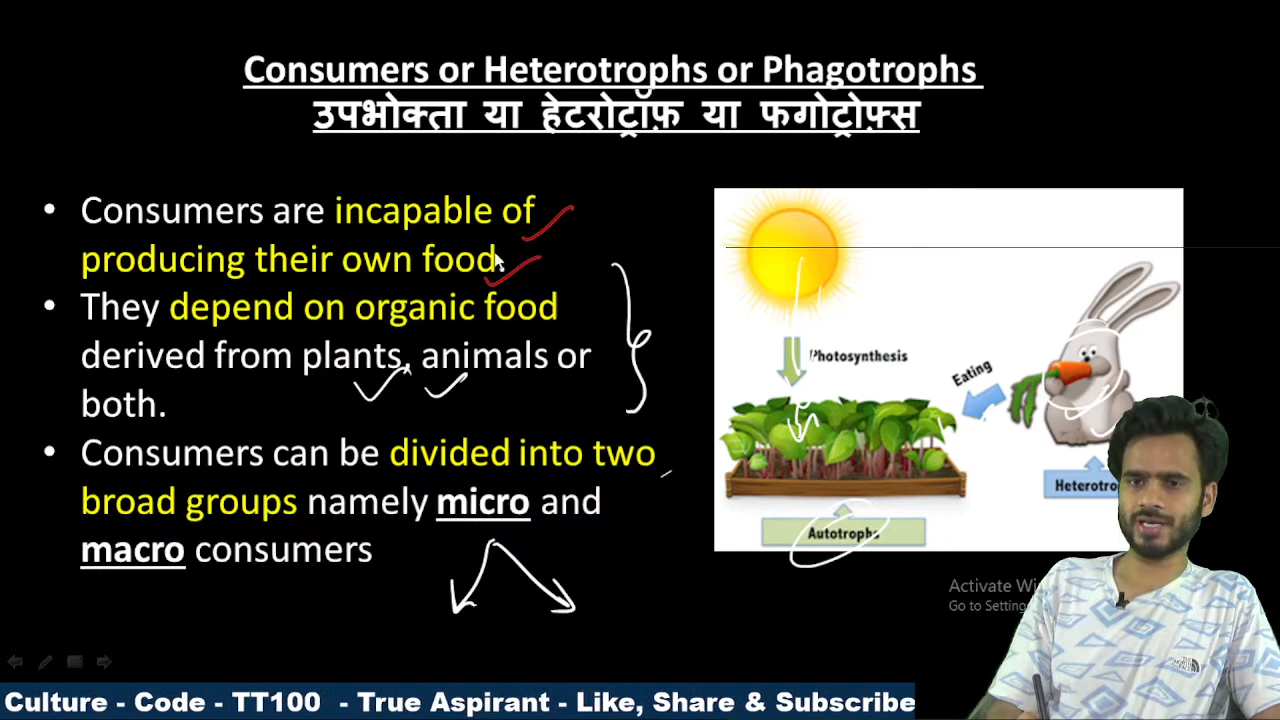 Consumers or Heterotrophs or Phagotrophs
उपभोक्ता या हेटरोट्रॉफ़ या फगोट्रोफ़्स
• Consumers are incapable of
producing their own food
• They depend on organic food
derived from plants, animals or
both.
• Consumers can be divided into two
broad groups namely micro and
macro consumers
Photosynthesis
Eating
Autotrophs
Heterotro
Activate Wi
Go to Setting
Culture - Code - TT100 - True Aspirant - Like, Share & Subscribe